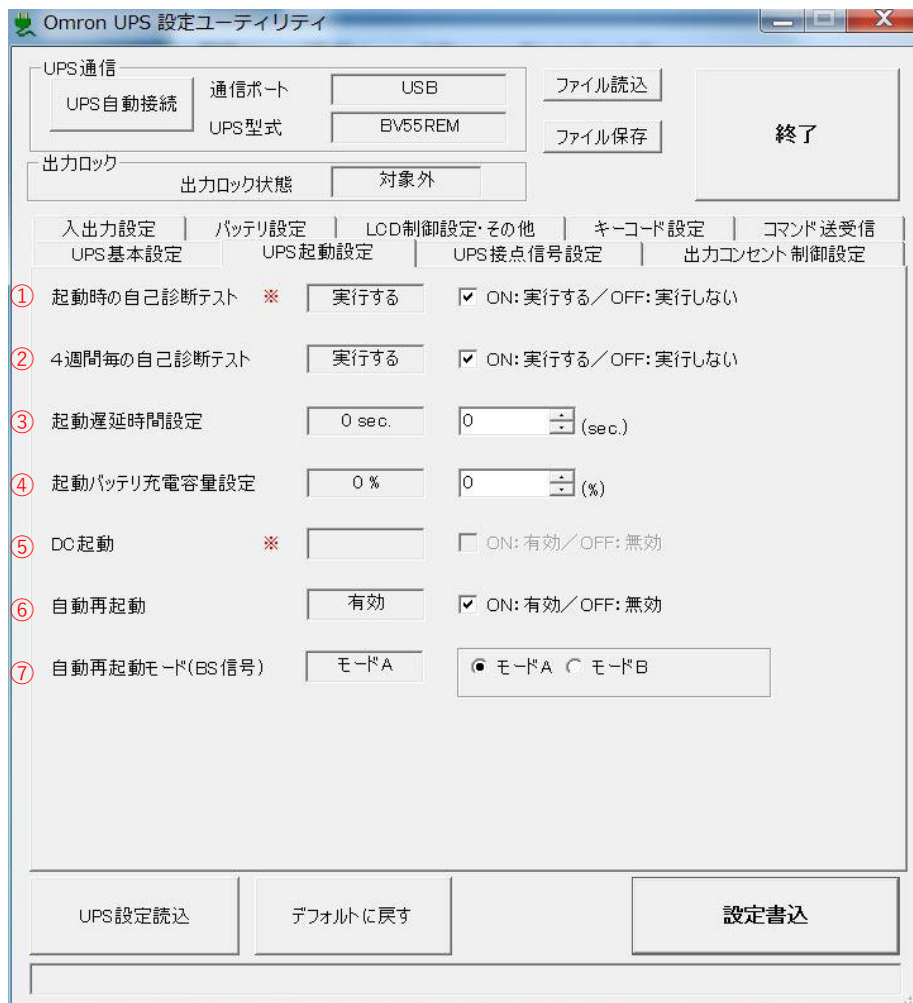 Omron UPS 設定ユーティリティ
UPS通信
UPS自動接続 通信ポート USB ファイル読込
UPS型式 BV55REM ファイル保存 終了
出力ロック
出力ロック状態 対象外
入出力設定 バッテリ設定 LCD制御設定・その他 キーコード設定 コマンド送受信
UPS基本設定 UPS起動設定 UPS接点信号設定 出力コンセント制御設定
① 起動時の自己診断テスト ※ 実行する ON:実行する/OFF:実行しない
② 4週間毎の自己診断テスト 実行する ON:実行する/OFF:実行しない
③ 起動遅延時間設定 0 sec. 0 (sec.)
④ 起動バッテリ充電容量設定 0 % 0 (%)
⑤ DC起動 ※ ON:有効/OFF:無効
⑥ 自動再起動 有効 ON:有効/OFF:無効
⑦ 自動再起動モード(BS信号) モードA モードA モードB
UPS設定読込 デフォルトに戻す 設定書込